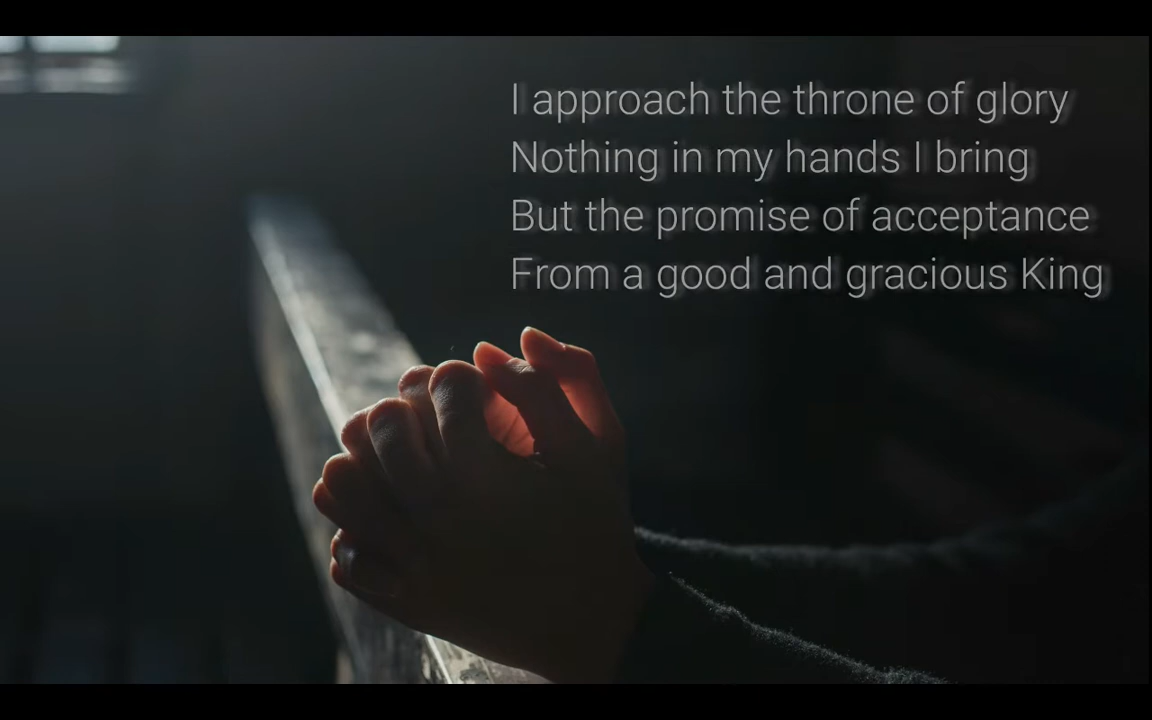 I approach the throne of glory
Nothing in my hands I bring
But the promise of acceptance
From a good and gracious King